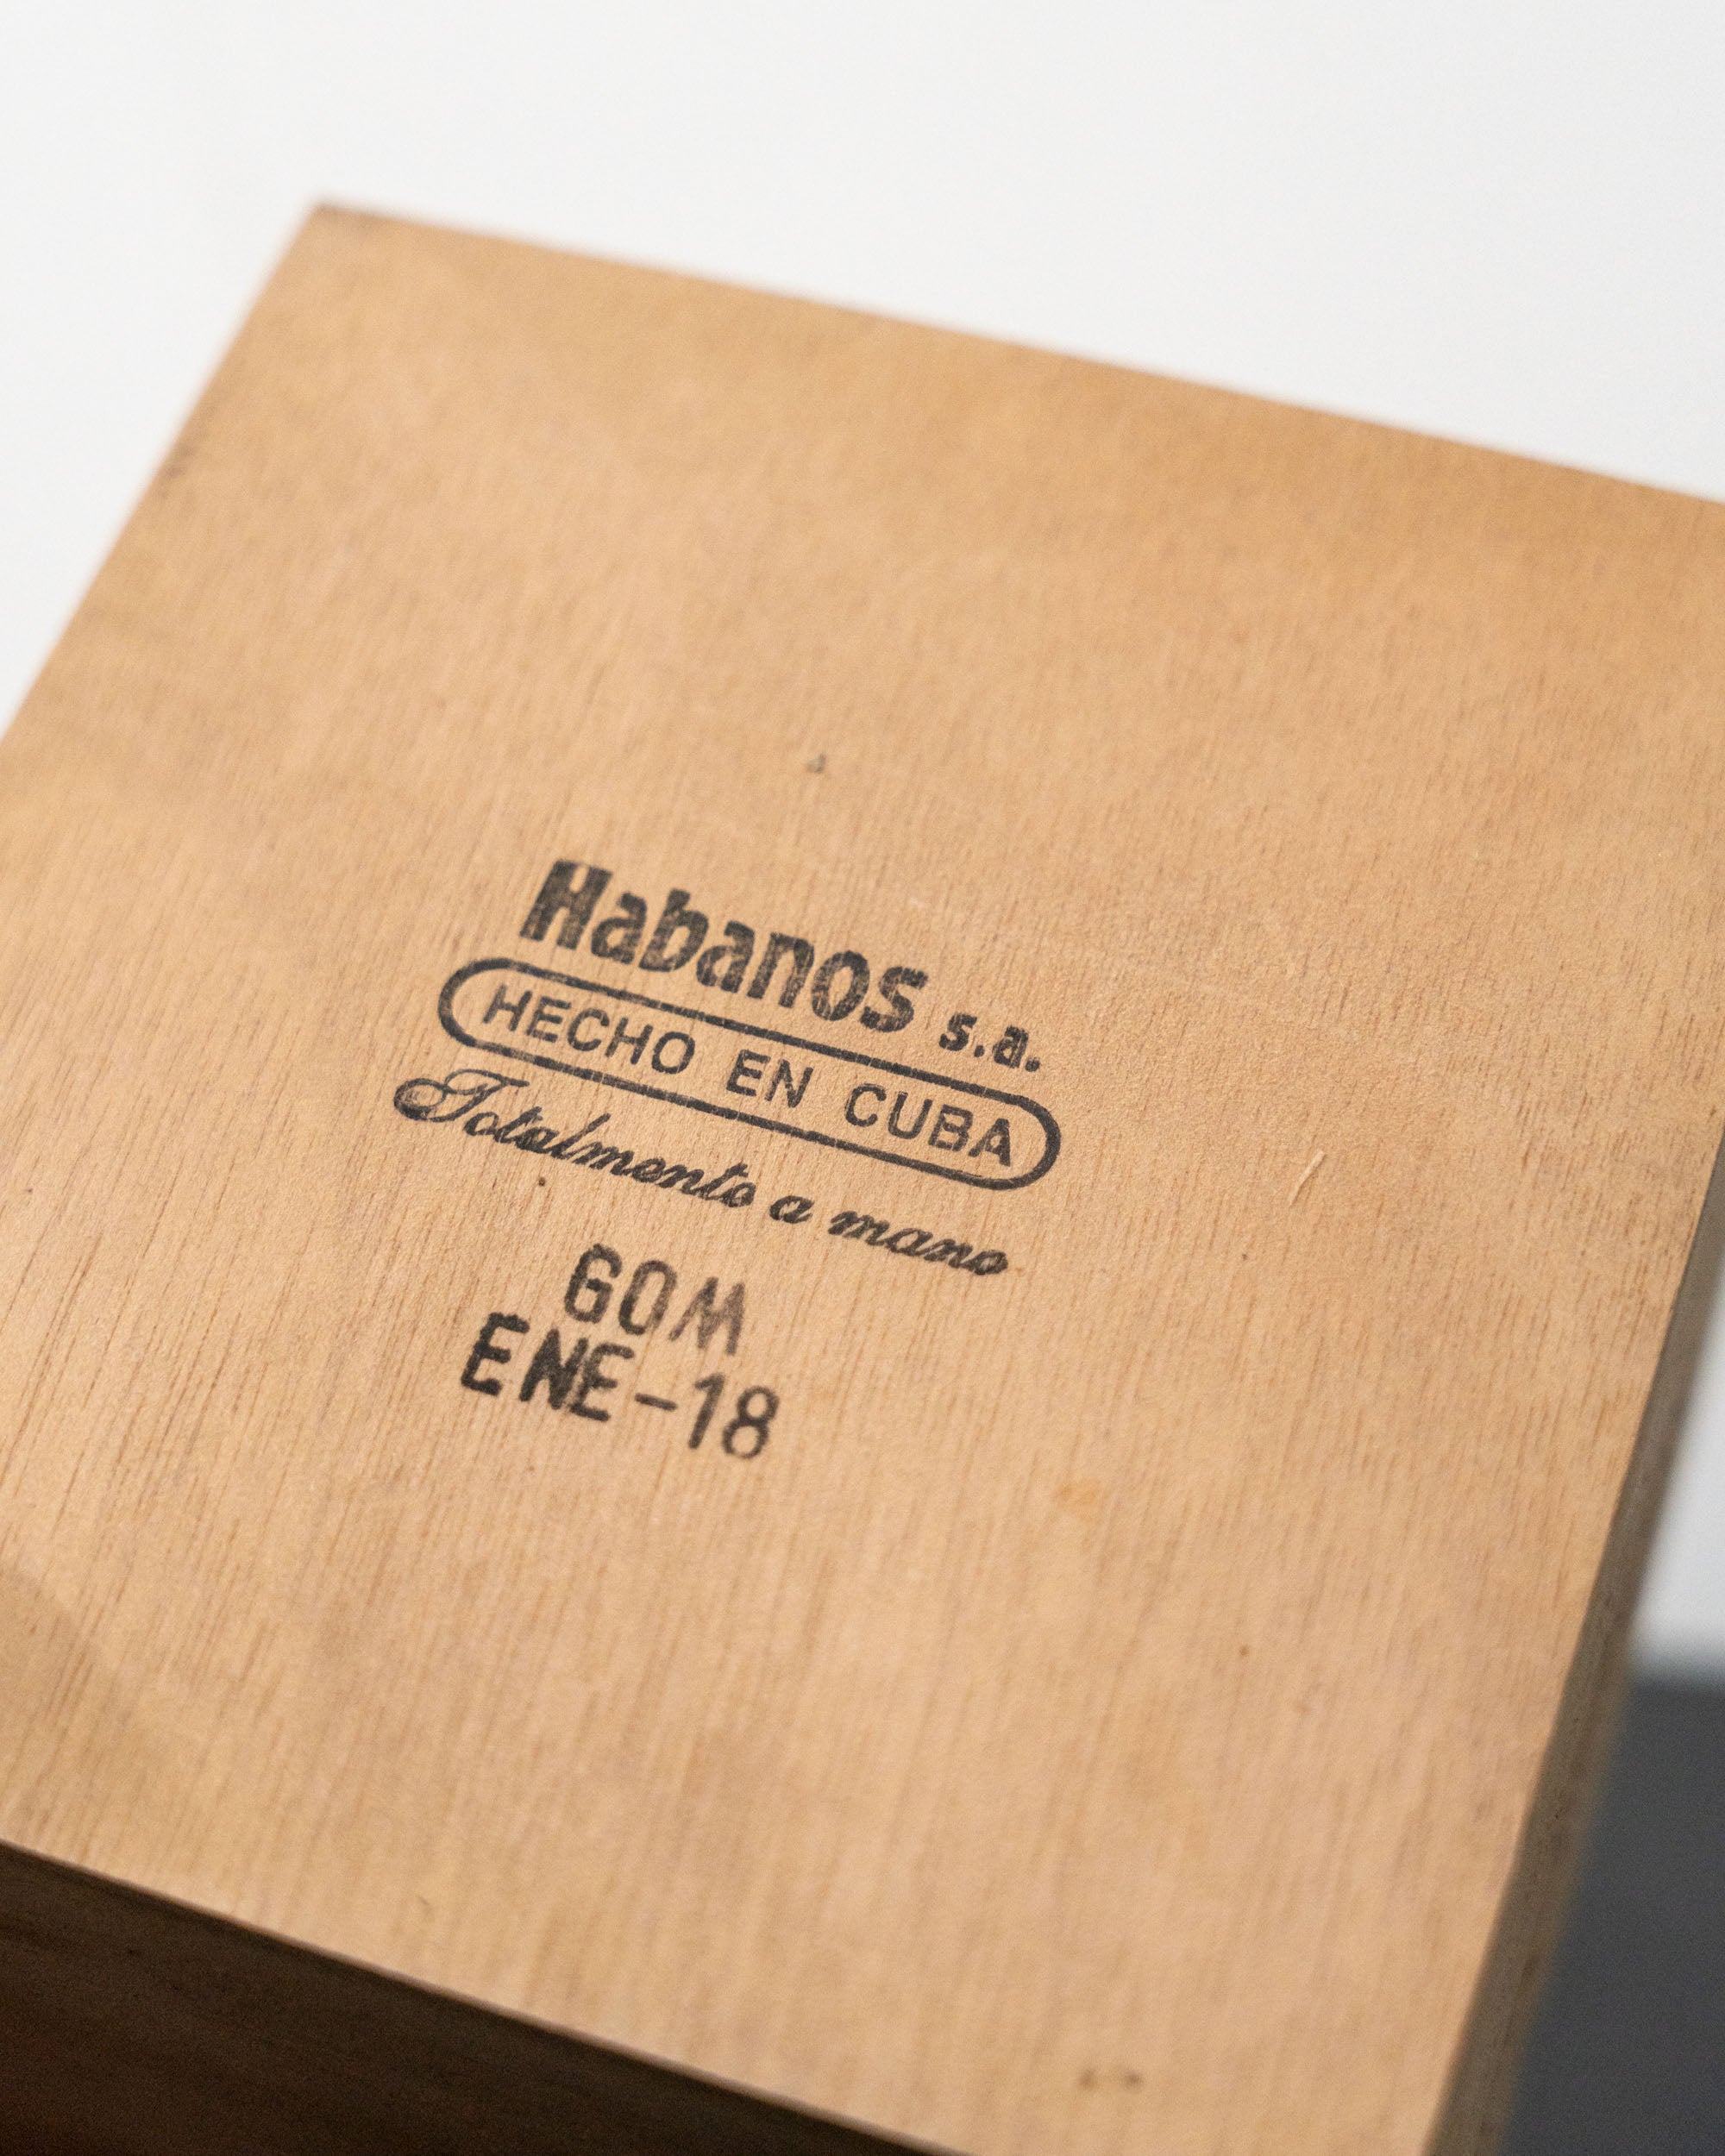 Habanos s.a.
HECHO EN CUBA
Totalmente a mano
GOM
ENE-18